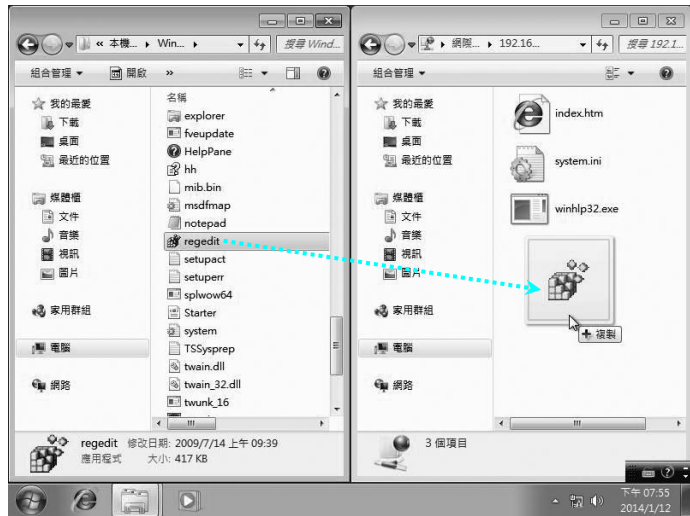 « 本機... ▸ Win... ▸
搜尋 Wind...
組合管理 ▼ 開啟 »
我的最愛
下載
桌面
最近的位置
媒體櫃
文件
音樂
視訊
圖片
家用群組
電腦
網路
名稱
explorer
fveupdate
HelpPane
hh
mib.bin
msdfmap
notepad
regedit
setupact
setuperr
splwow64
Starter
system
TSSysprep
twain.dll
twain_32.dll
twunk_16
regedit 修改日期: 2009/7/14 上午 09:39
應用程式 大小: 417 KB
▸ 網際... ▸ 192.16...
搜尋 192.1...
組合管理 ▼
我的最愛
下載
桌面
最近的位置
媒體櫃
文件
音樂
視訊
圖片
家用群組
電腦
網路
index.htm
system.ini
winhlp32.exe
複製
3 個項目
下午 07:55
2014/1/12